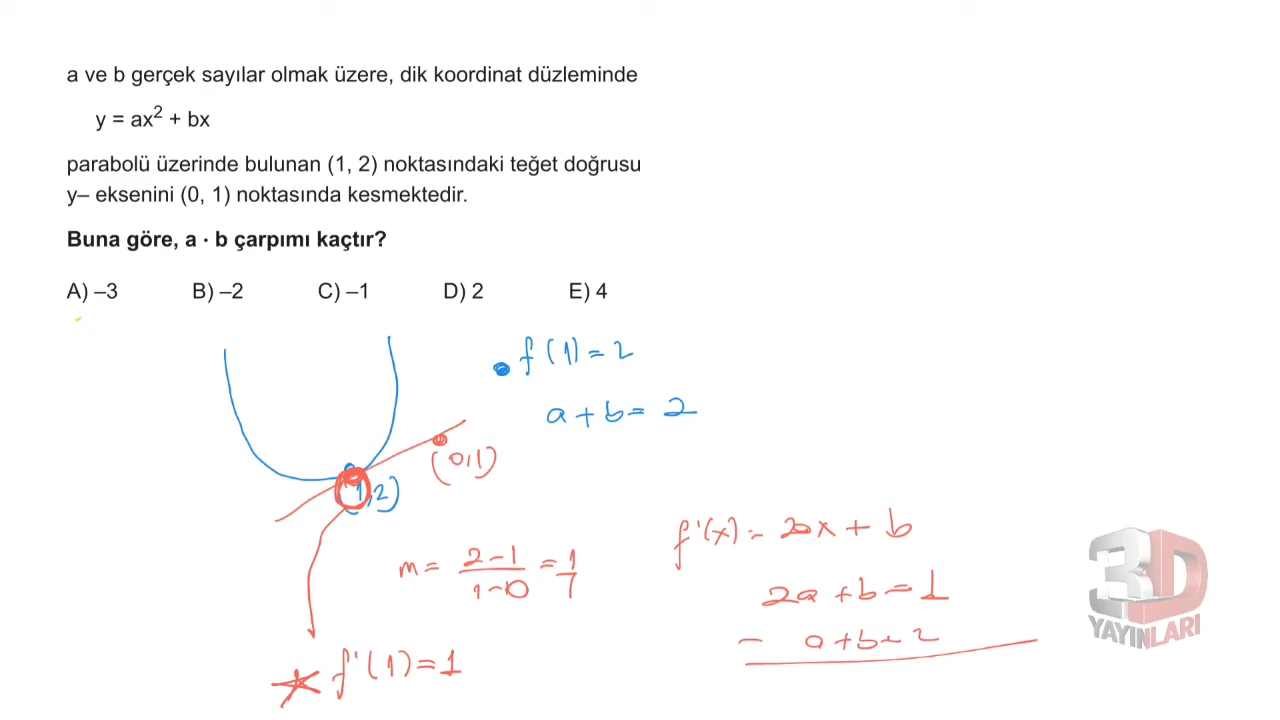 a ve b gerçek sayılar olmak üzere, dik koordinat düzleminde
y = ax² + bx
parabolü üzerinde bulunan (1, 2) noktasındaki teğet doğrusu
y– eksenini (0, 1) noktasında kesmektedir.
Buna göre, a · b çarpımı kaçtır?
A) –3 B) –2 C) –1 D) 2 E) 4
f(1) = 2
a + b = 2
(0,1)
(1,2)
m = 2-1/1-0 = 1/1
f'(x) = 2ax + b
2a + b = 1
- a + b = 2
f'(1) = 1
3D
YAYINLARI